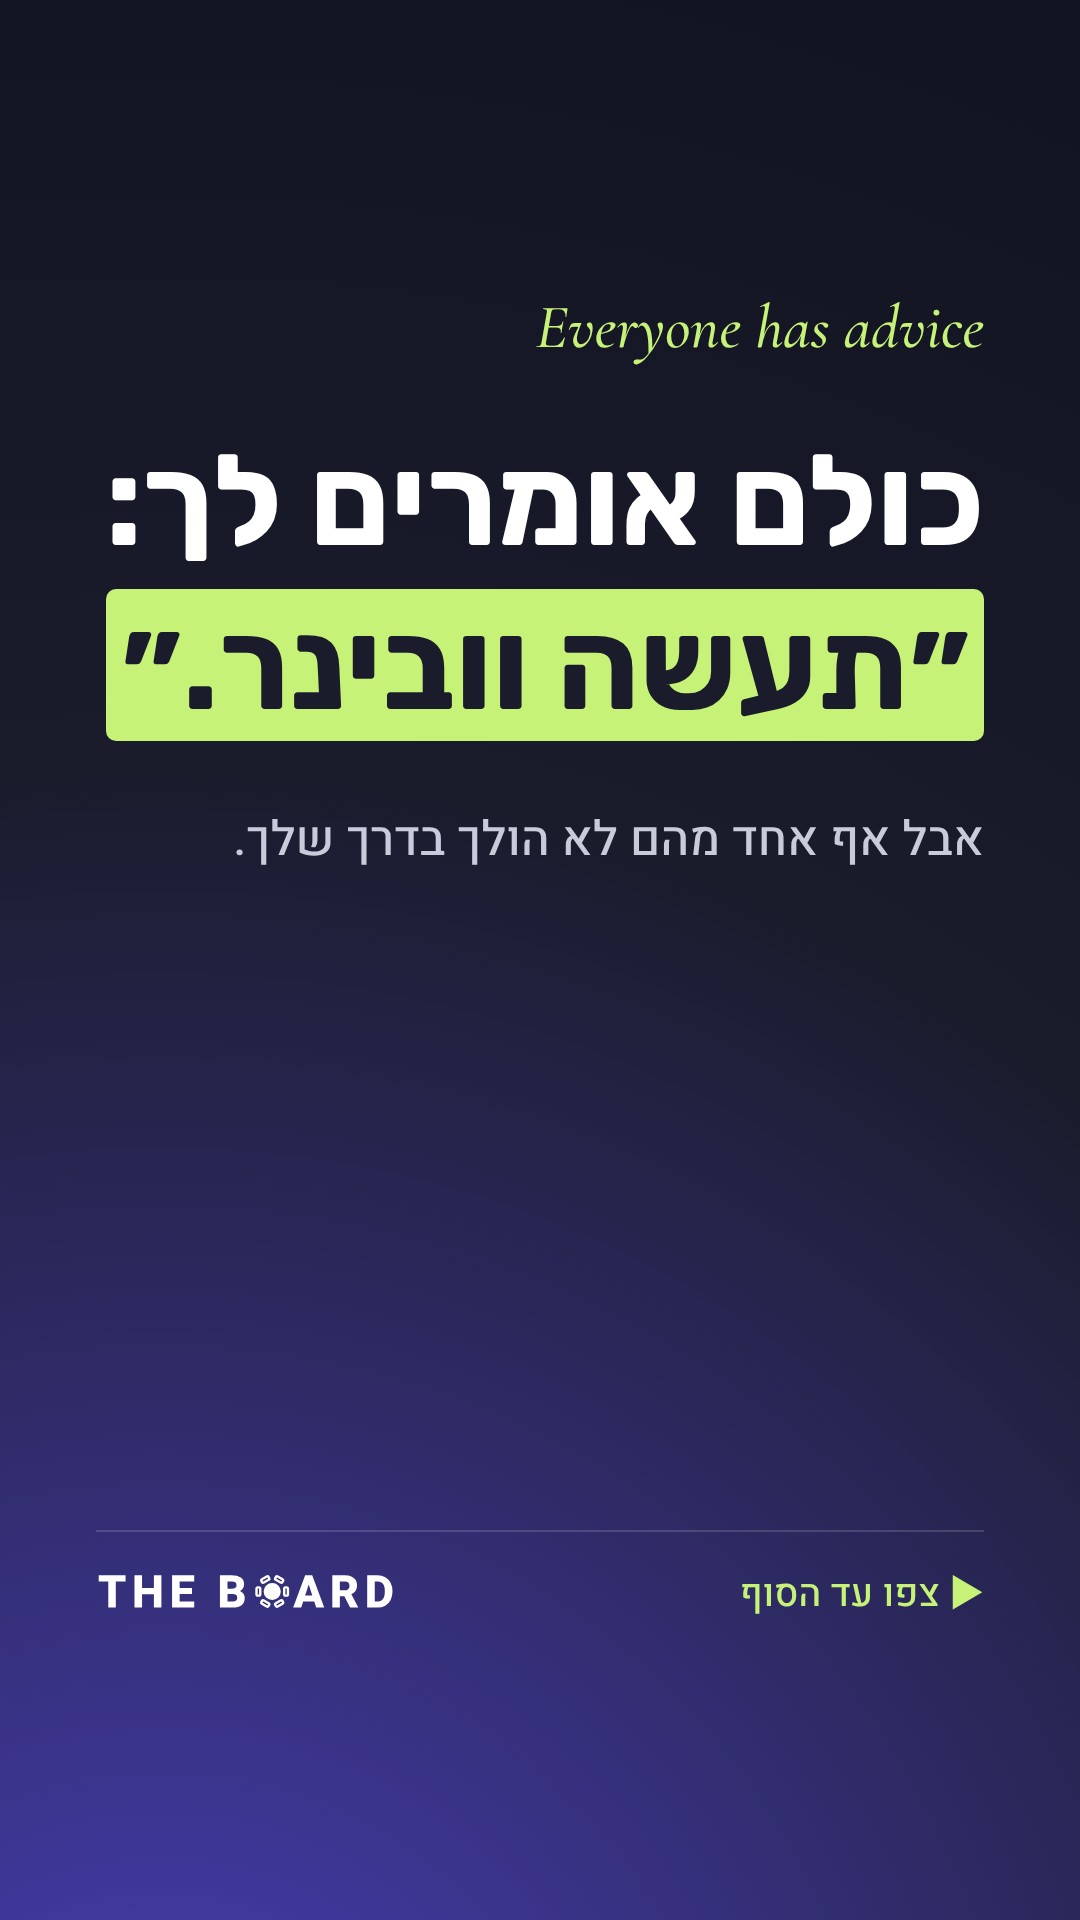 Everyone has advice
כולם אומרים לך:
"תעשה וובינר."
אבל אף אחד מהם לא הולך בדרך שלך.
▶ צפו עד הסוף
THE BOARD